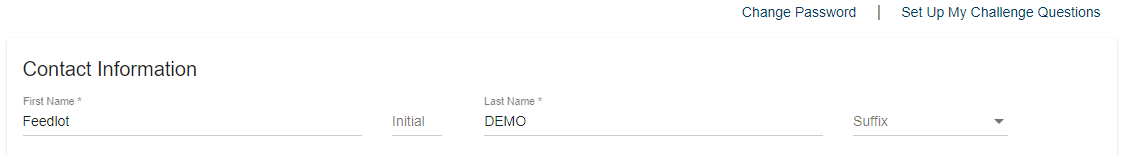 Change Password | Set Up My Challenge Questions
Contact Information
First Name * Last Name *
Feedlot Initial DEMO Suffix